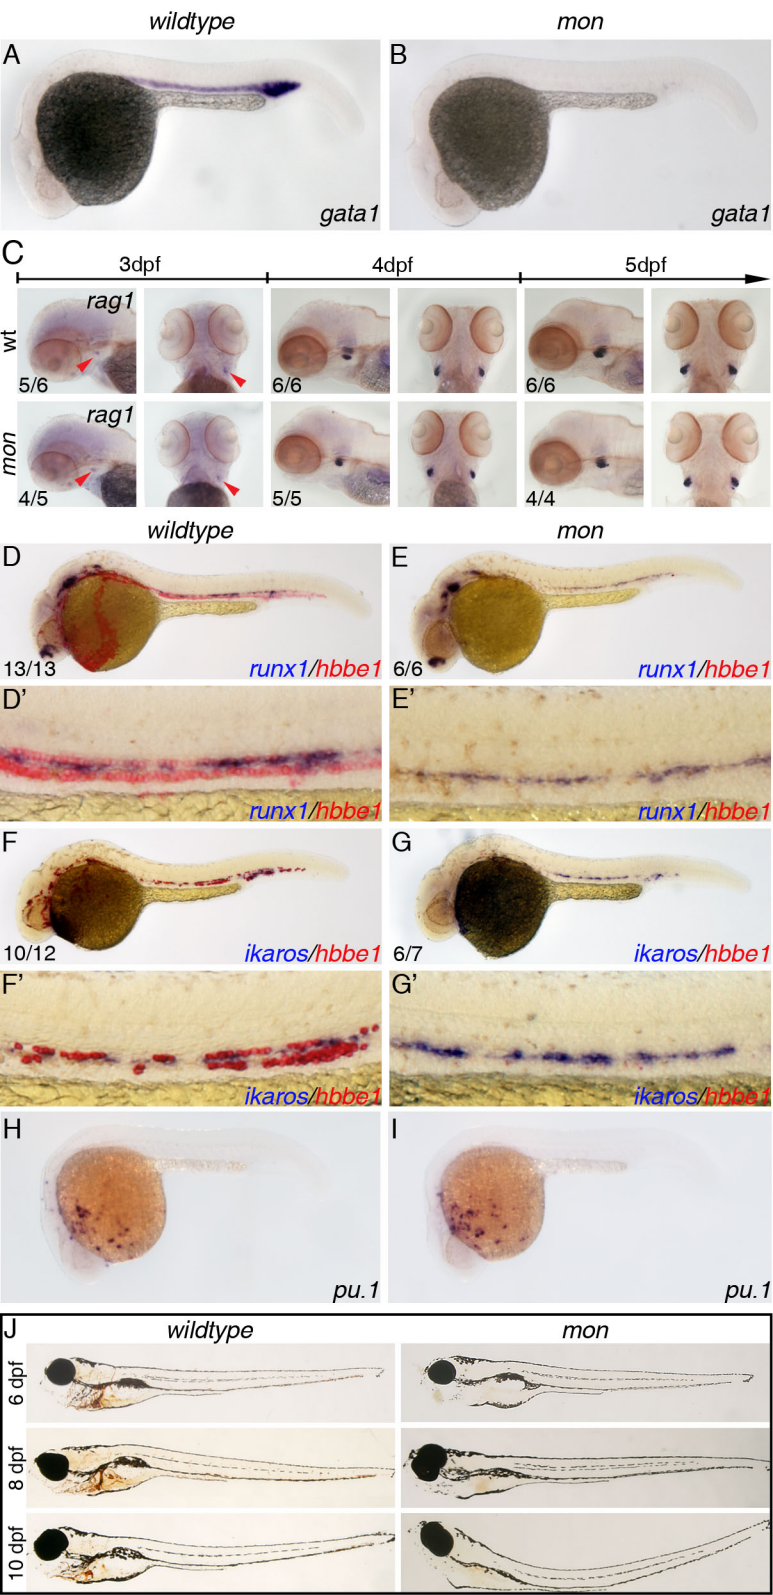 wildtype mon
A B
gata1 gata1
C
3dpf 4dpf 5dpf
wt
rag1
5/6 6/6 6/6
mon
rag1
4/5 5/5 4/4
wildtype mon
D E
13/13 runx1/hbbe1 6/6 runx1/hbbe1
D' E'
runx1/hbbe1 runx1/hbbe1
F G
10/12 ikaros/hbbe1 6/7 ikaros/hbbe1
F' G'
ikaros/hbbe1 ikaros/hbbe1
H I
pu.1 pu.1
J wildtype mon
6 dpf
8 dpf
10 dpf